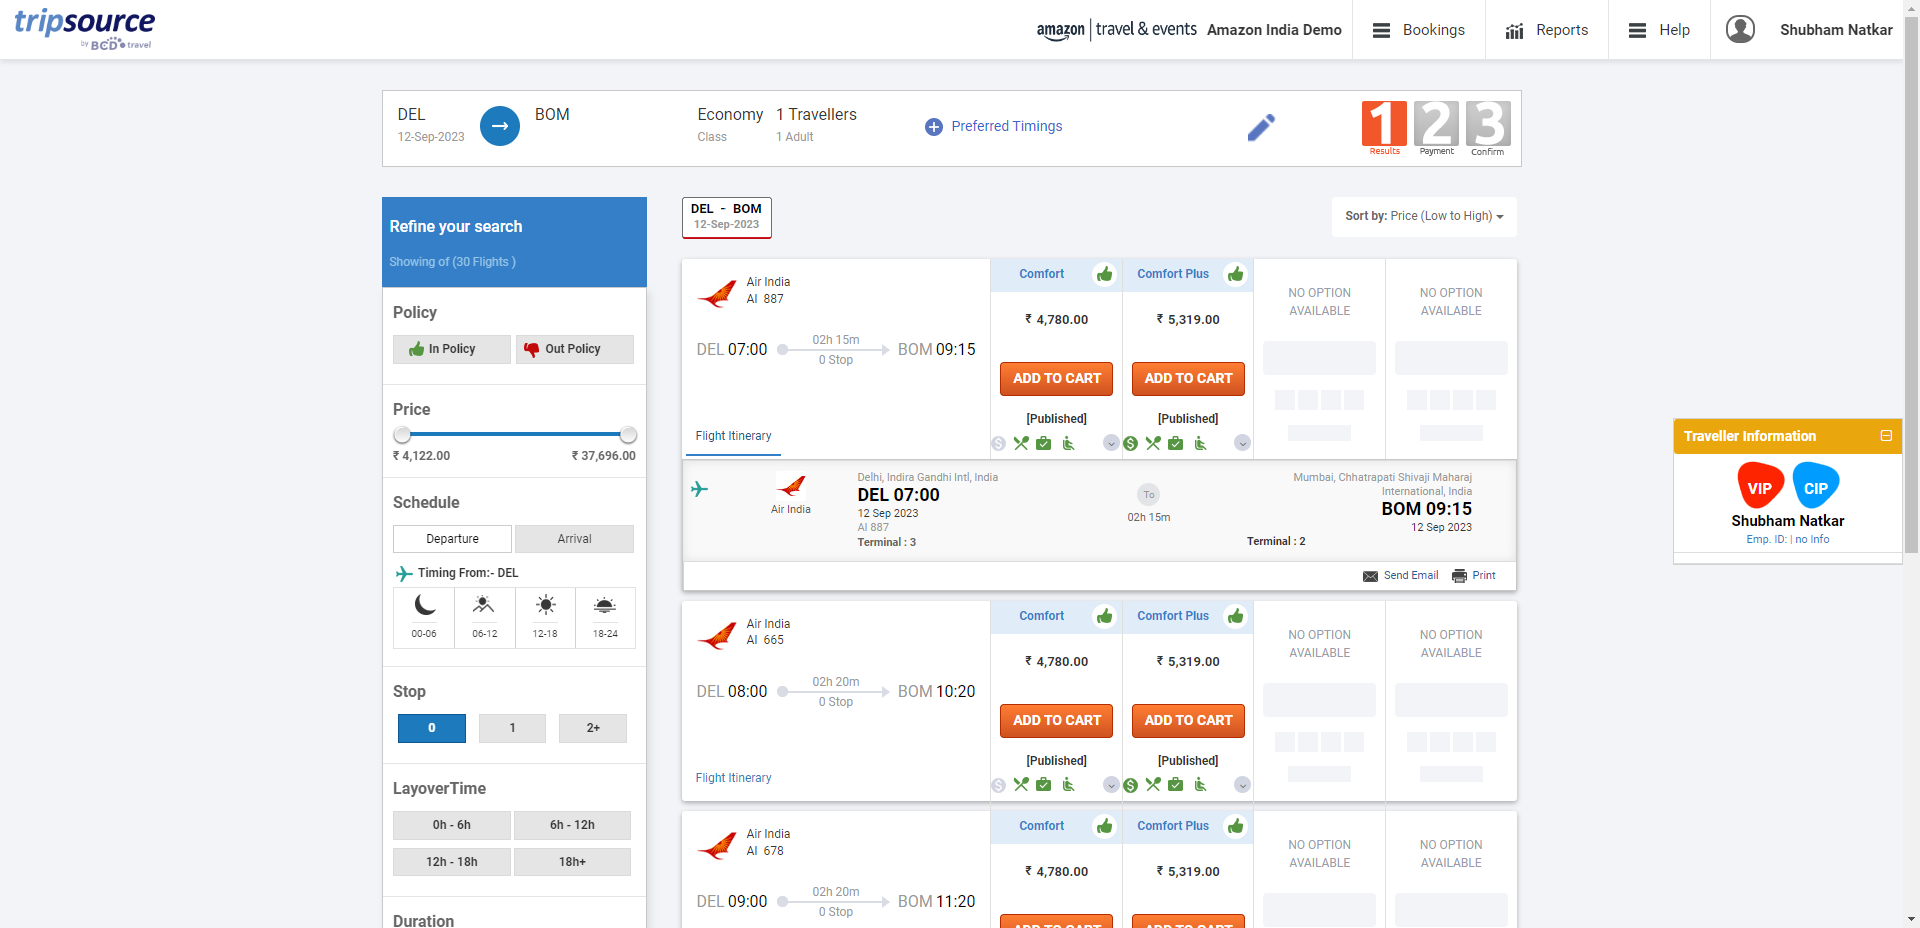 tripsource
by BCD travel
amazon | travel & events Amazon India Demo
Bookings
Reports
Help
Shubham Natkar
DEL
12-Sep-2023
BOM
Economy
Class
1 Travellers
1 Adult
Preferred Timings
1 Results
2 Payment
3 Confirm
Refine your search
Showing of (30 Flights )
Policy
In Policy
Out Policy
Price
₹ 4,122.00
₹ 37,696.00
Schedule
Departure
Arrival
Timing From:- DEL
00-06
06-12
12-18
18-24
Stop
0
1
2+
LayoverTime
0h - 6h
6h - 12h
12h - 18h
18h+
Duration
DEL - BOM
12-Sep-2023
Sort by: Price (Low to High)
Air India
AI 887
DEL 07:00
02h 15m
0 Stop
BOM 09:15
Flight Itinerary
Comfort
₹ 4,780.00
ADD TO CART
[Published]
Comfort Plus
₹ 5,319.00
ADD TO CART
[Published]
NO OPTION
AVAILABLE
NO OPTION
AVAILABLE
Air India
Delhi, Indira Gandhi Intl, India
DEL 07:00
12 Sep 2023
AI 887
Terminal : 3
To
02h 15m
Mumbai, Chhatrapati Shivaji Maharaj
International, India
BOM 09:15
12 Sep 2023
Terminal : 2
Send Email
Print
Air India
AI 665
DEL 08:00
02h 20m
0 Stop
BOM 10:20
Flight Itinerary
Comfort
₹ 4,780.00
ADD TO CART
[Published]
Comfort Plus
₹ 5,319.00
ADD TO CART
[Published]
NO OPTION
AVAILABLE
NO OPTION
AVAILABLE
Air India
AI 678
DEL 09:00
02h 20m
0 Stop
BOM 11:20
Comfort
₹ 4,780.00
ADD TO CART
Comfort Plus
₹ 5,319.00
ADD TO CART
NO OPTION
AVAILABLE
NO OPTION
AVAILABLE
Traveller Information
VIP
CIP
Shubham Natkar
Emp. ID: | no Info